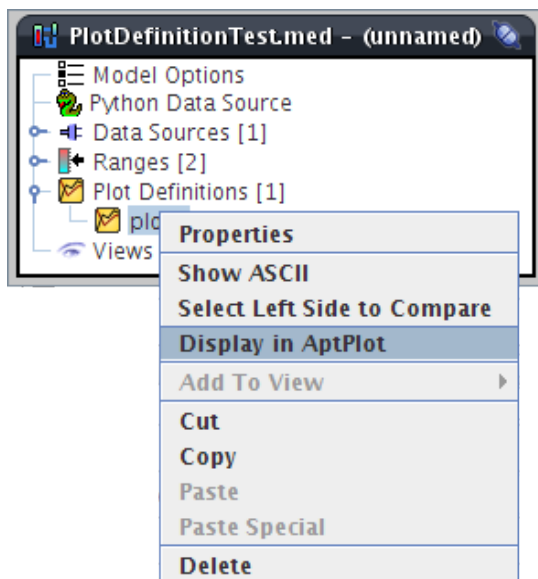 PlotDefinitionTest.med – (unnamed)
Model Options
Python Data Source
Data Sources [1]
Ranges [2]
Plot Definitions [1]
Views
Properties
Show ASCII
Select Left Side to Compare
Display in AptPlot
Add To View
Cut
Copy
Paste
Paste Special
Delete